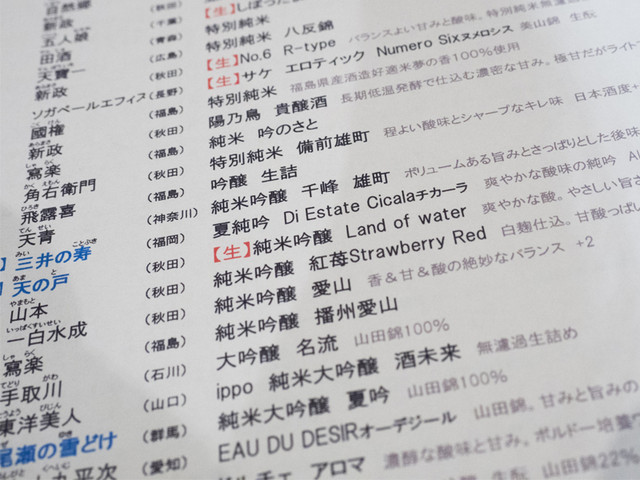 自然郷
新政 (秋田) 【生】
五人娘 (千葉) 特別純米
田酒 (青森) 特別純米 八反錦
天寶一 (広島) 【生】No.6 R-type バランスよい甘みと酸味。特別純米
新政 (秋田) 【生】サケ エロティック Numero Sixヌメロシス 美山錦 生酛
ソガペールエフィス (長野) 特別純米 福島県産酒造好適米夢の香100%使用
國権 (福島) 陽乃鳥 貴醸酒 長期低温発酵で仕込む濃密な甘み。極甘だがライト
新政 (秋田) 純米 吟のさと
寫楽 (秋田) 特別純米 備前雄町 程よい酸味とシャープなキレ味 日本酒度+
角右衛門 (福島) 吟醸 生詰
飛露喜 (神奈川) 純米吟醸 千峰 雄町 ボリュームある旨みとさっぱりとした後味
天青 (福岡) 夏純吟 Di Estate Cicalaチカーラ 爽やかな酸味の純吟
三井の寿 (秋田) 【生】純米吟醸 Land of water 爽やかな酸。やさしい旨さ
天の戸 (秋田) 純米吟醸 紅苺Strawberry Red 白麹仕込。甘酸っぱい
山本 (秋田) 純米吟醸 愛山 香&甘&酸の絶妙なバランス +2
一白水成 (福島) 純米吟醸 播州愛山
寫楽 (石川) 大吟醸 名流 山田錦100%
手取川 (山口) ippo 純米大吟醸 酒未来 無濾過生詰め
東洋美人 (群馬) 純米大吟醸 夏吟 山田錦100%
尾瀬の雪どけ (愛知) EAU DU DESIRオーデジール 山田錦。甘みと旨みの
九平次 アロマ 濃醇な酸味と甘み。ボルドー培養
生酛 山田錦22%